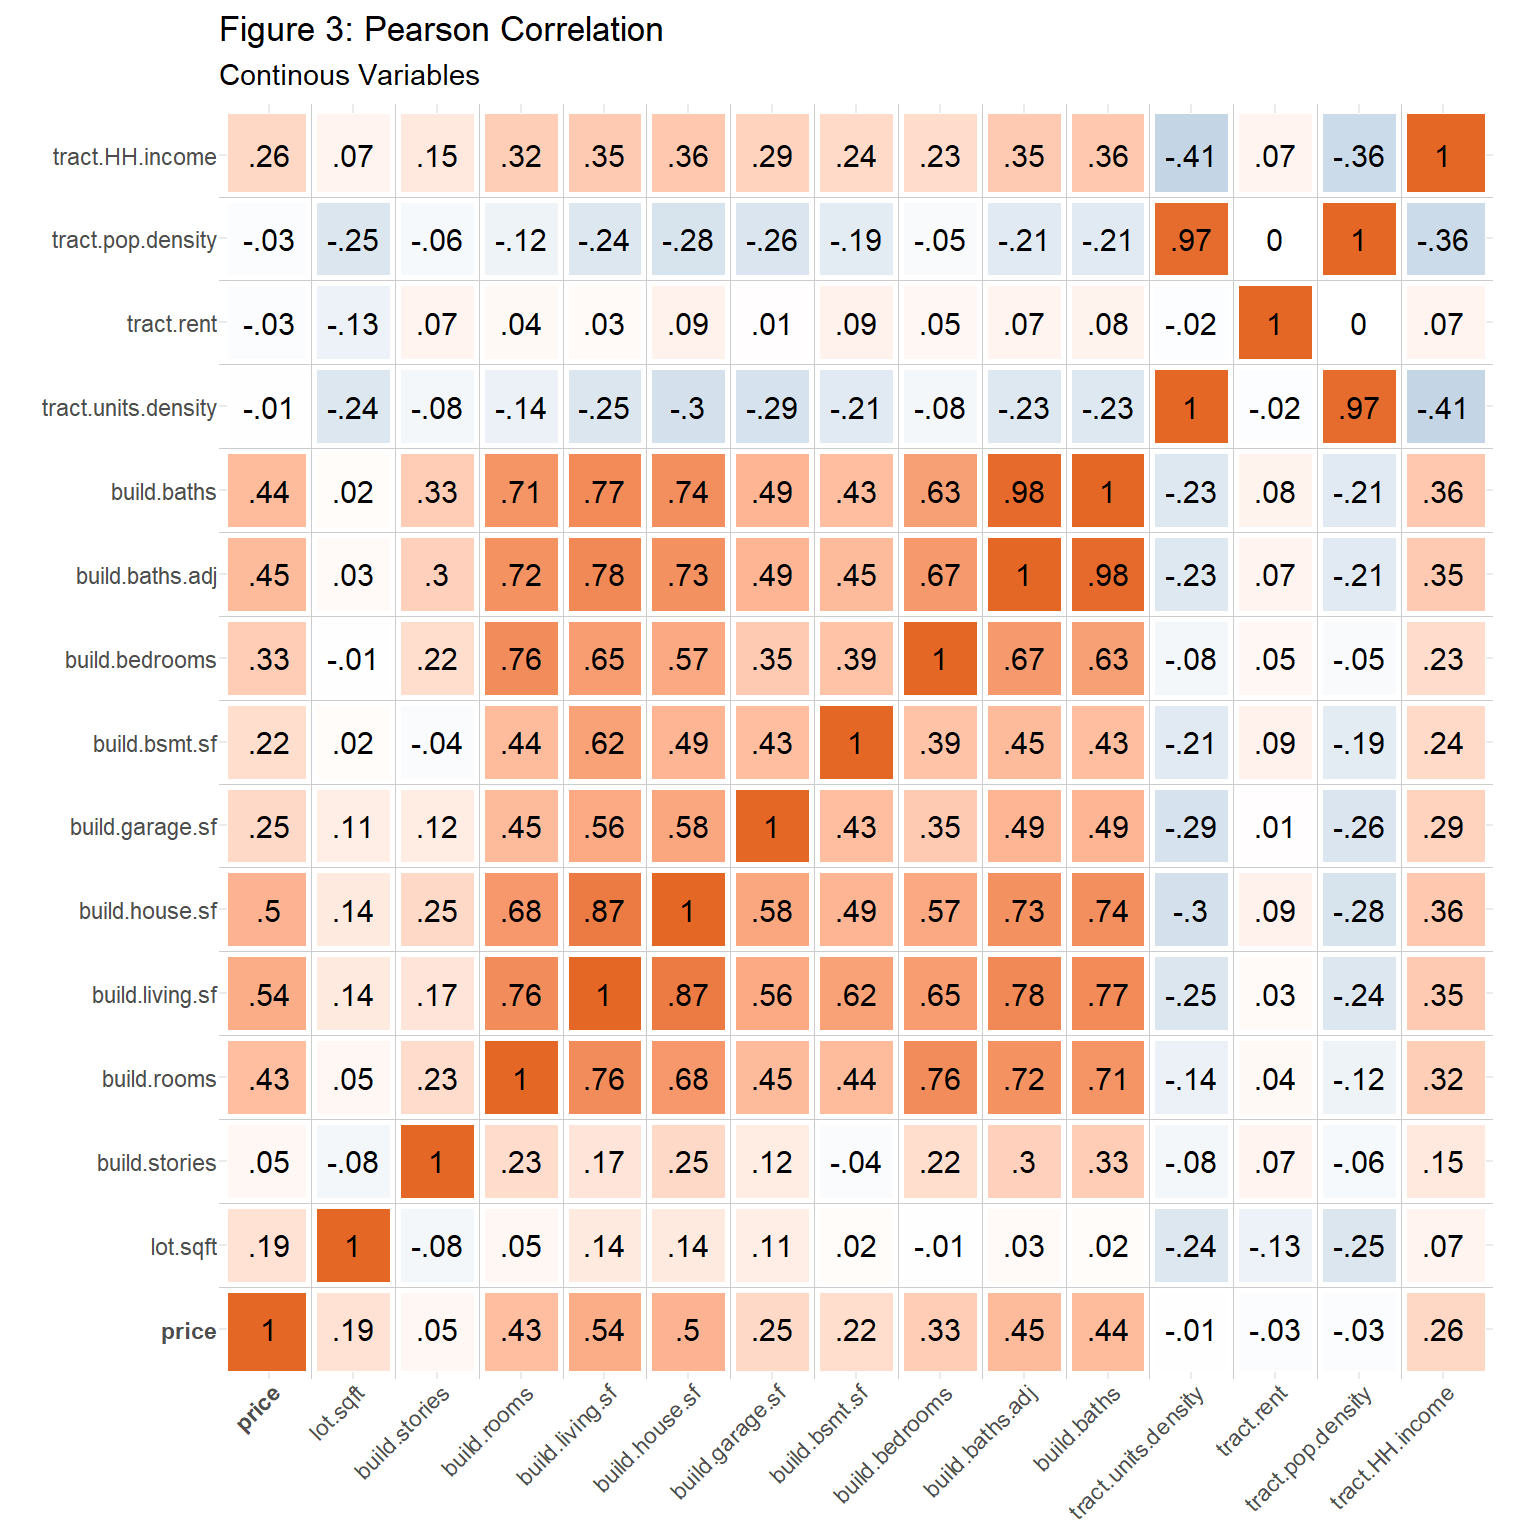 Figure 3: Pearson Correlation
Continous Variables
tract.HH.income .26 .07 .15 .32 .35 .36 .29 .24 .23 .35 .36 -.41 .07 -.36 1
tract.pop.density -.03 -.25 -.06 -.12 -.24 -.28 -.26 -.19 -.05 -.21 -.21 .97 0 1 -.36
tract.rent -.03 -.13 .07 .04 .03 .09 .01 .09 .05 .07 .08 -.02 1 0 .07
tract.units.density -.01 -.24 -.08 -.14 -.25 -.3 -.29 -.21 -.08 -.23 -.23 1 -.02 .97 -.41
build.baths .44 .02 .33 .71 .77 .74 .49 .43 .63 .98 1 -.23 .08 -.21 .36
build.baths.adj .45 .03 .3 .72 .78 .73 .49 .45 .67 1 .98 -.23 .07 -.21 .35
build.bedrooms .33 -.01 .22 .76 .65 .57 .35 .39 1 .67 .63 -.08 .05 -.05 .23
build.bsmt.sf .22 .02 -.04 .44 .62 .49 .43 1 .39 .45 .43 -.21 .09 -.19 .24
build.garage.sf .25 .11 .12 .45 .56 .58 1 .43 .35 .49 .49 -.29 .01 -.26 .29
build.house.sf .5 .14 .25 .68 .87 1 .58 .49 .57 .73 .74 -.3 .09 -.28 .36
build.living.sf .54 .14 .17 .76 1 .87 .56 .62 .65 .78 .77 -.25 .03 -.24 .35
build.rooms .43 .05 .23 1 .76 .68 .45 .44 .76 .72 .71 -.14 .04 -.12 .32
build.stories .05 -.08 1 .23 .17 .25 .12 -.04 .22 .3 .33 -.08 .07 -.06 .15
lot.sqft .19 1 -.08 .05 .14 .14 .11 .02 -.01 .03 .02 -.24 -.13 -.25 .07
price 1 .19 .05 .43 .54 .5 .25 .22 .33 .45 .44 -.01 -.03 -.03 .26
price lot.sqft build.stories build.rooms build.living.sf build.house.sf build.garage.sf build.bsmt.sf build.bedrooms build.baths.adj build.baths tract.units.density tract.rent tract.pop.density tract.HH.income